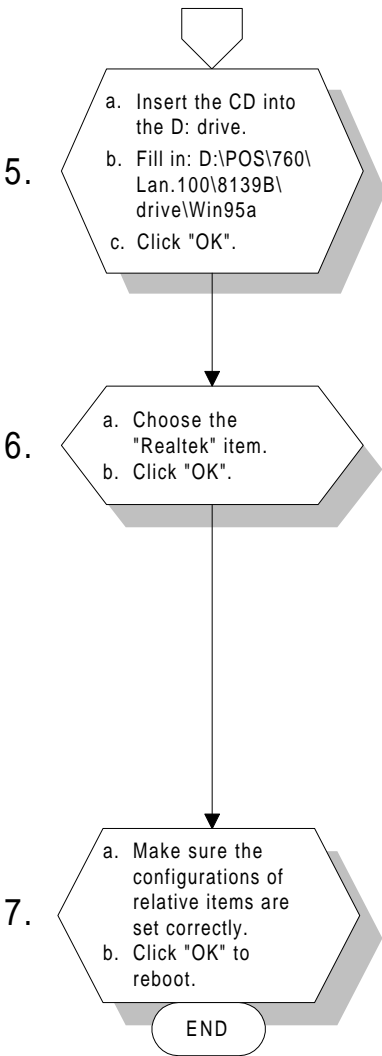 5.
a. Insert the CD into
the D: drive.
b. Fill in: D:\POS\760\
Lan.100\8139B\
drive\Win95a
c. Click "OK".
6.
a. Choose the
"Realtek" item.
b. Click "OK".
7.
a. Make sure the
configurations of
relative items are
set correctly.
b. Click "OK" to
reboot.
END